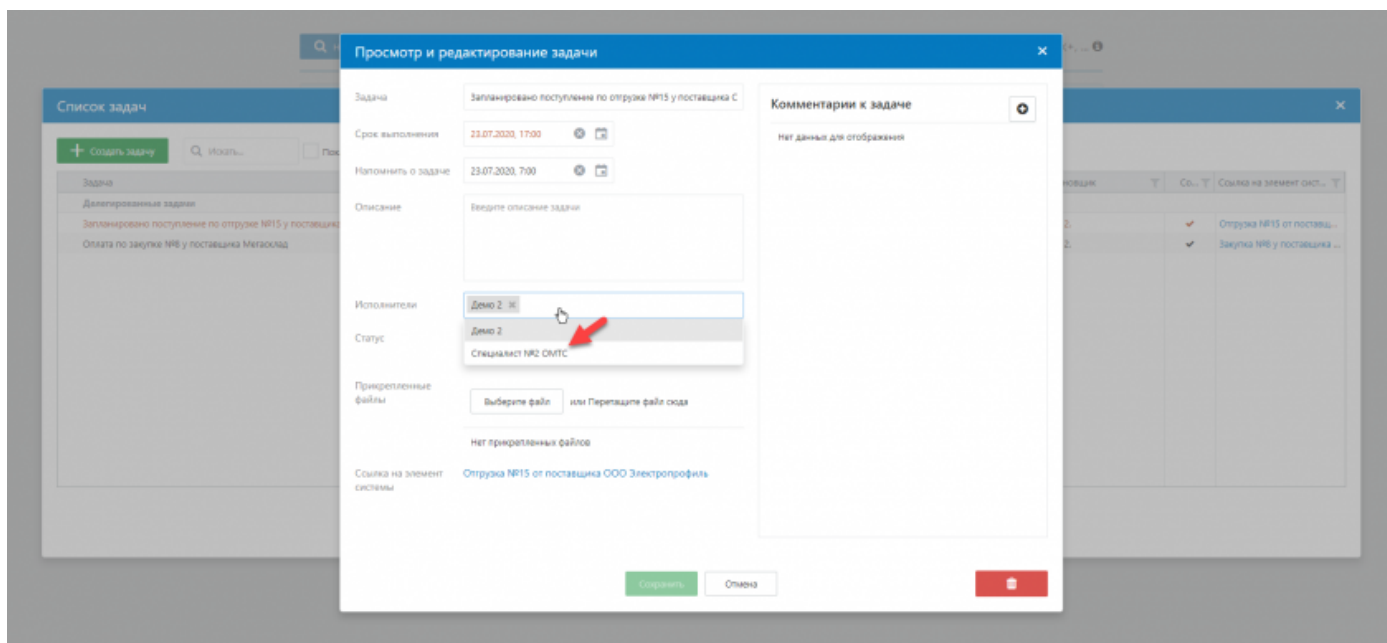 Просмотр и редактирование задачи
Список задач
Создать задачу
Искать...
Задача
Делегированные задачи
Запланировано поступление по отгрузке №15 у поставщика
Оплата по закупке №6 у поставщика Мегасклад
Задача
Запланировано поступление по отгрузке №15 у поставщика С
Срок выполнения
23.07.2020, 17:00
Напомнить о задаче
23.07.2020, 7:00
Описание
Введите описание задачи
Исполнители
Демо 2
Демо 2
Специалист №2 ОМТС
Статус
Прикрепленные
файлы
Выберите файл
или Перетащите файл сюда
Нет прикрепленных файлов
Ссылка на элемент
системы
Отгрузка №15 от поставщика ООО Электропрофиль
Комментарии к задаче
Нет данных для отображения
Сохранить
Отмена
новщик
Со...
Ссылка на элемент сист...
2.
Отгрузка №15 от поставщ...
2.
Закупка №6 у поставщика ...